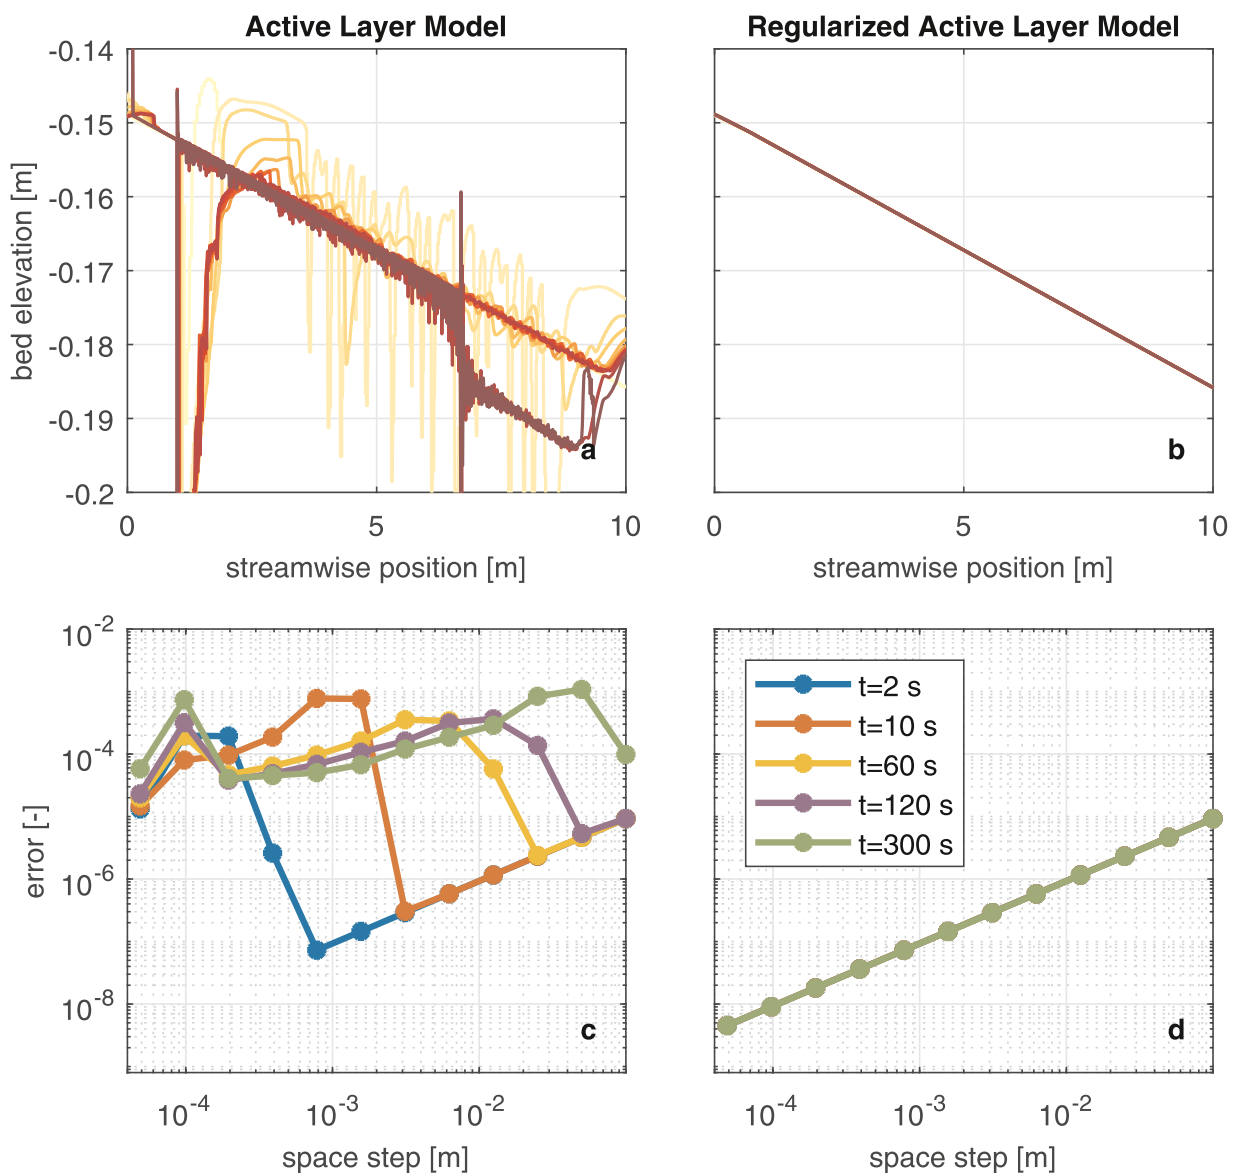 Active Layer Model
Regularized Active Layer Model
bed elevation [m]
-0.14
-0.15
-0.16
-0.17
-0.18
-0.19
-0.2
a
0
5
10
streamwise position [m]
b
0
5
10
streamwise position [m]
error [-]
10-2
10-4
10-6
10-8
c
10-4
10-3
10-2
space step [m]
t=2 s
t=10 s
t=60 s
t=120 s
t=300 s
d
10-4
10-3
10-2
space step [m]